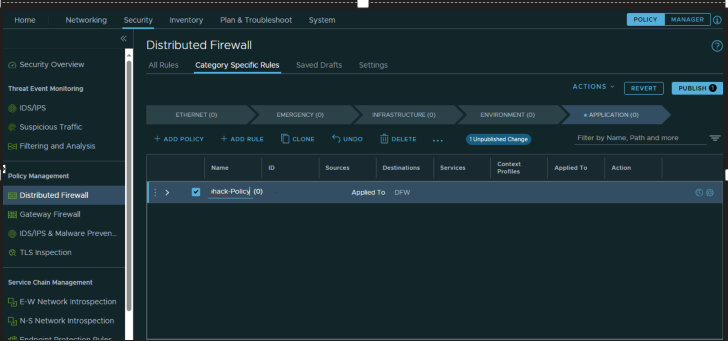 Home Networking Security Inventory Plan & Troubleshoot System POLICY MANAGER
Security Overview
Threat Event Monitoring
IDS/IPS
Suspicious Traffic
Filtering and Analysis
Policy Management
Distributed Firewall
Gateway Firewall
IDS/IPS & Malware Preven...
TLS Inspection
Service Chain Management
E-W Network Introspection
N-S Network Introspection
Endpoint Protection Rules
Distributed Firewall
All Rules Category Specific Rules Saved Drafts Settings
ACTIONS REVERT PUBLISH 1
ETHERNET (0) EMERGENCY (0) INFRASTRUCTURE (0) ENVIRONMENT (0) APPLICATION (0)
+ ADD POLICY + ADD RULE CLONE UNDO DELETE ... 1 Unpublished Change Filter by Name, Path and more
Name ID Sources Destinations Services Context Profiles Applied To Action
hack-Policy (0) Applied To DFW